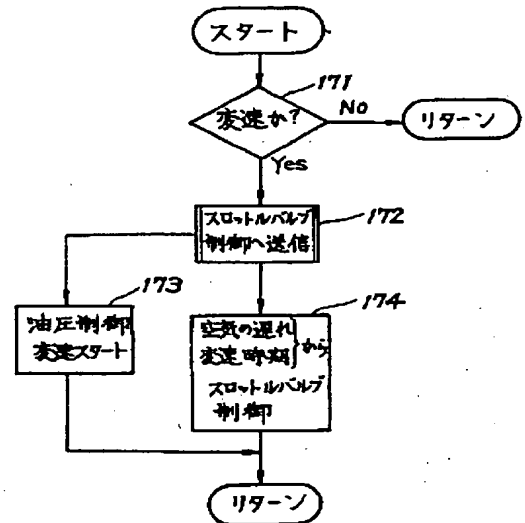 スタート
171
変速か?
No
リターン
Yes
スロットルバルブ
制御へ送信
172
173
油圧制御
変速スタート
174
空気の遅れ
変速時期
}から
スロットルバルブ
制御
リターン